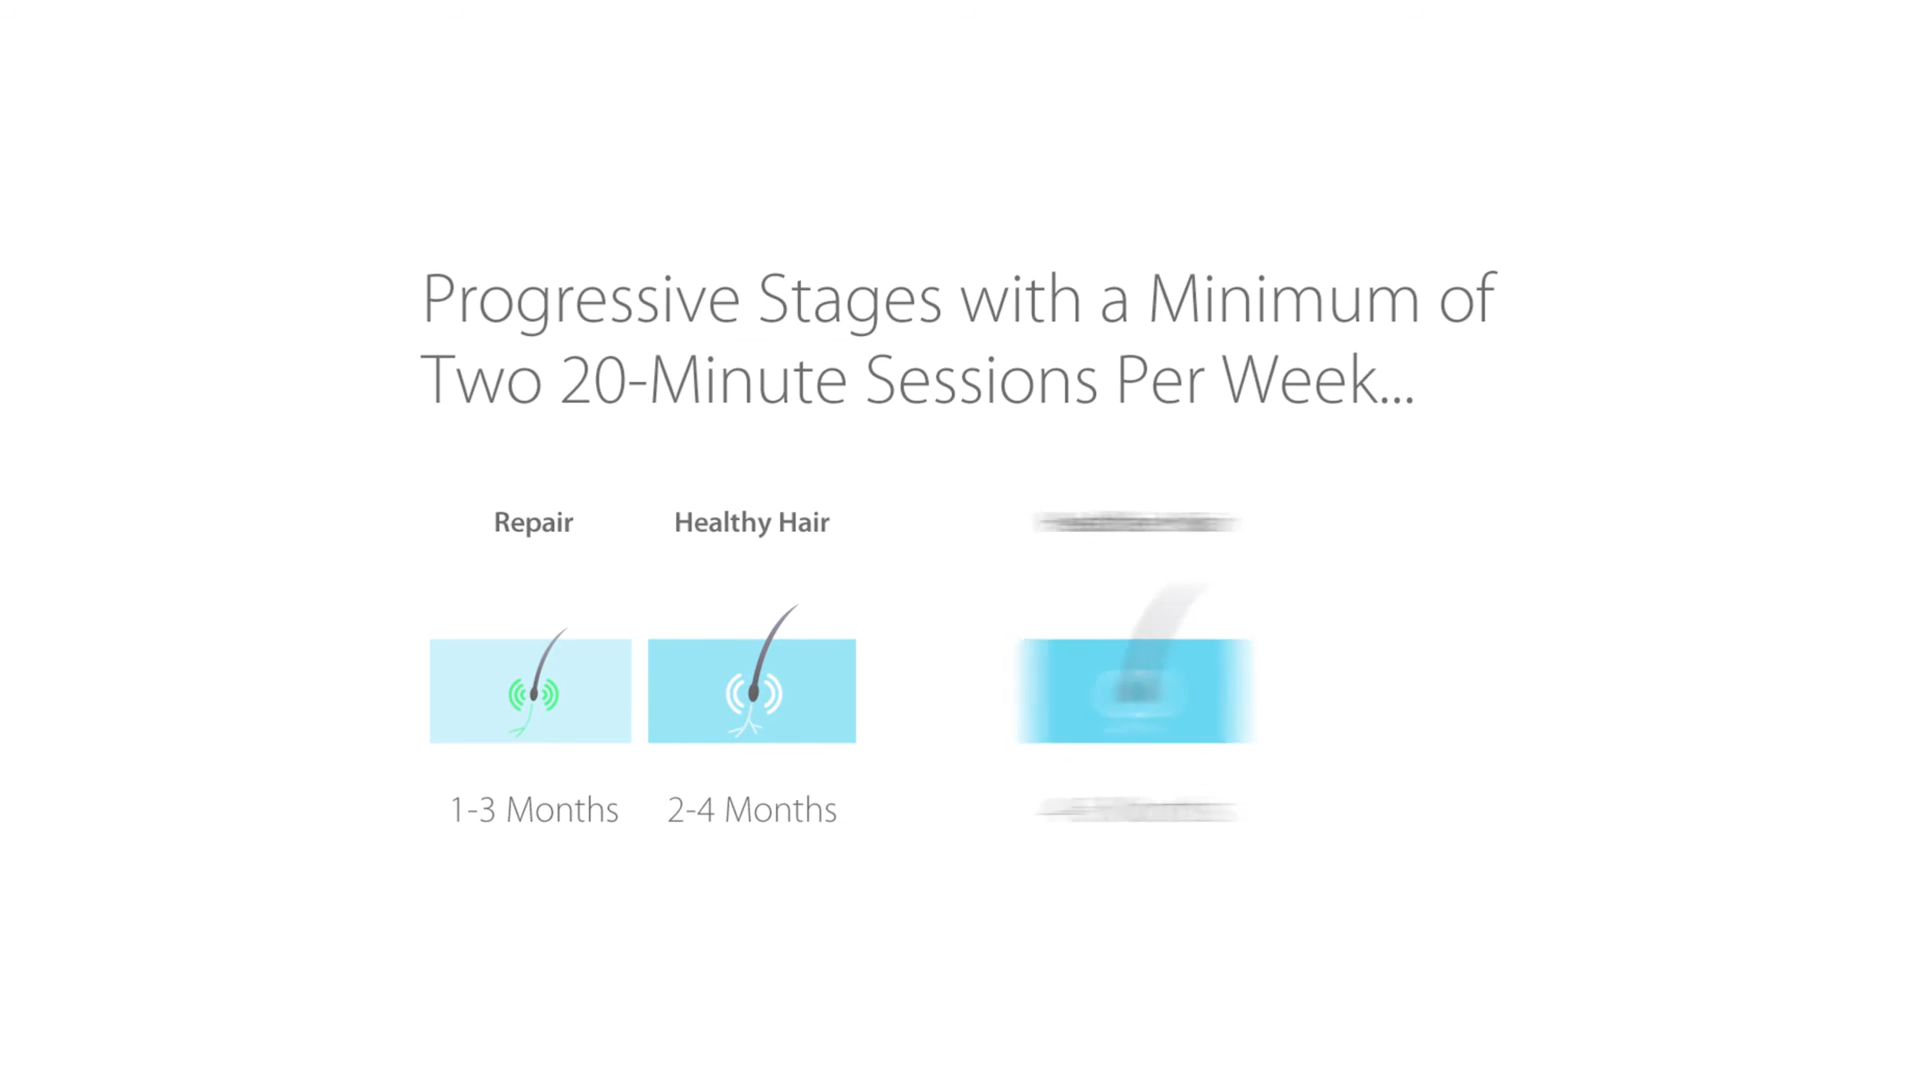 Progressive Stages with a Minimum of
Two 20-Minute Sessions Per Week...
Repair
Healthy Hair
1-3 Months
2-4 Months